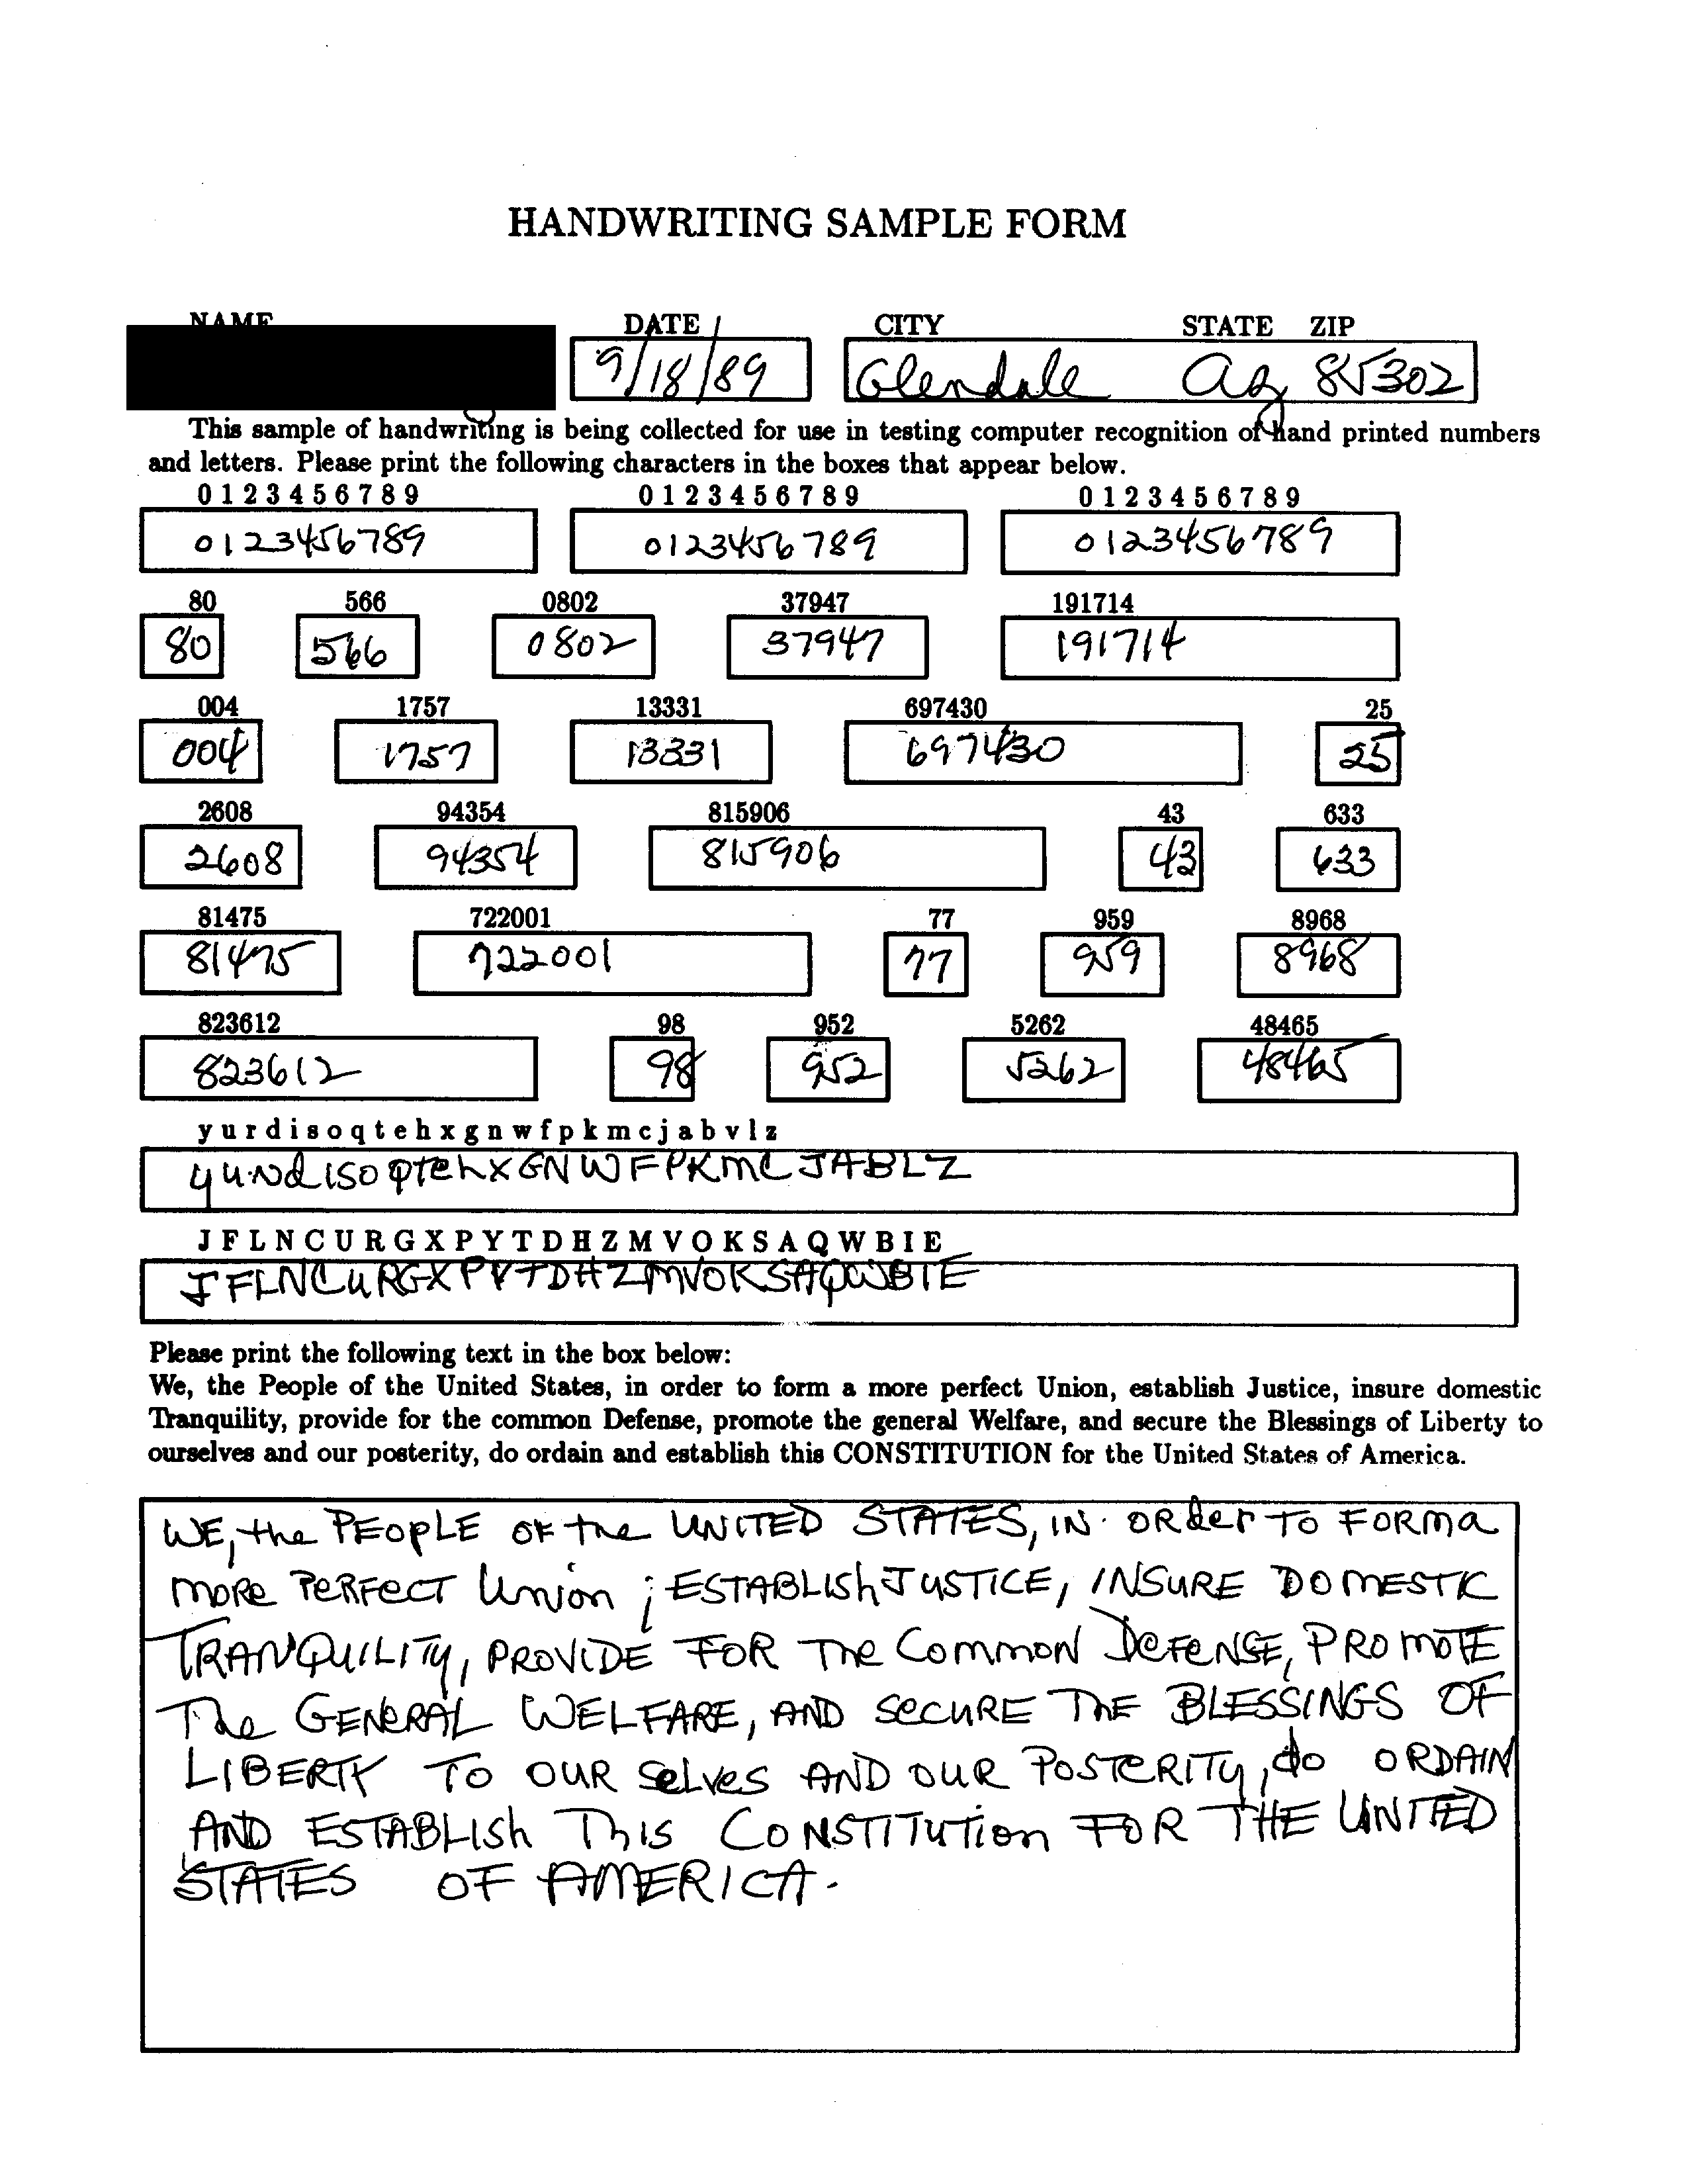 HANDWRITING SAMPLE FORM
NAME DATE CITY STATE ZIP
9/18/89 Glendale Az 85302
This sample of handwriting is being collected for use in testing computer recognition of hand printed numbers
and letters. Please print the following characters in the boxes that appear below.
0 1 2 3 4 5 6 7 8 9 0 1 2 3 4 5 6 7 8 9 0 1 2 3 4 5 6 7 8 9
0123456789 0123456789 0123456789
80 566 0802 37947 191714
80 566 0802 37947 191714
004 1757 13331 697430 25
004 1757 13331 697430 25
2608 94354 815906 43 633
2608 94354 815906 43 633
81475 722001 77 959 8968
81475 722001 77 959 8968
823612 98 952 5262 48465
823612 98 952 5262 48465
y u r d i s o q t e h x g n w f p k m c j a b v l z
yurdisoqtehxGNWFPKMCJABLZ
J F L N C U R G X P Y T D H Z M V O K S A Q W B I E
JFLNCURGXPYTDHZMVOKSAQWBIE
Please print the following text in the box below:
We, the People of the United States, in order to form a more perfect Union, establish Justice, insure domestic
Tranquility, provide for the common Defense, promote the general Welfare, and secure the Blessings of Liberty to
ourselves and our posterity, do ordain and establish this CONSTITUTION for the United States of America.
WE, the PEOPLE OF the UNITED STATES, IN ORder TO FORM a
MORE PERFECT Union ; ESTABLISh JUSTICE, INSURE DOMESTIC
TRANQUILITY, PROVIDE FOR The COMMON DeFeNSE, PROMOTE
The GENERAL WELFARE, AND SECURE THE BLESSINGS OF
LIBERTY TO OUR SelVes AND OUR POSTERITY, do ORDAIN
AND ESTABLISh ThIS CONSTITUTION FOR THE UNITED
STATES OF AMERICA.